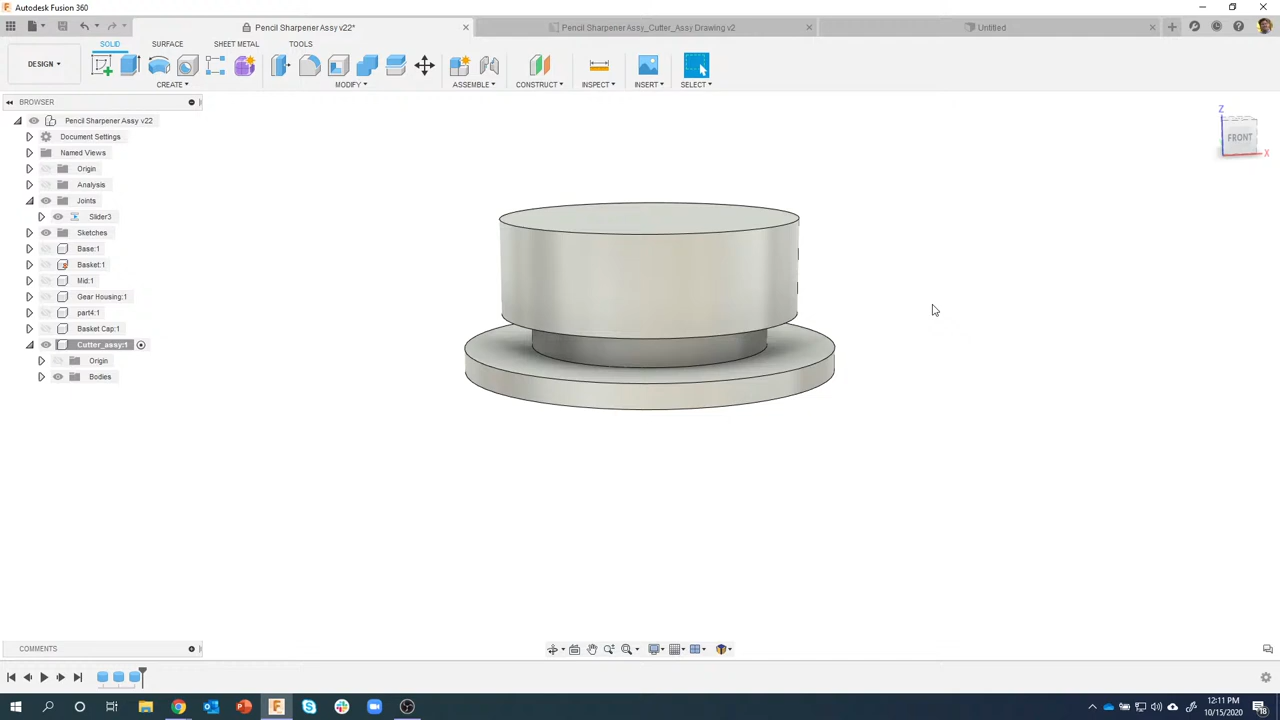 Autodesk Fusion 360
Pencil Sharpener Assy v22*
Pencil Sharpener Assy_Cutter_Assy Drawing v2
Untitled
SOLID
SURFACE
SHEET METAL
TOOLS
DESIGN
CREATE
MODIFY
ASSEMBLE
CONSTRUCT
INSPECT
INSERT
SELECT
BROWSER
Pencil Sharpener Assy v22
Document Settings
Named Views
Origin
Analysis
Joints
Slider3
Sketches
Base:1
Basket:1
Mid:1
Gear Housing:1
part4:1
Basket Cap:1
Cutter_assy:1
Origin
Bodies
Z
FRONT
X
COMMENTS
12:11 PM
10/15/2020
18